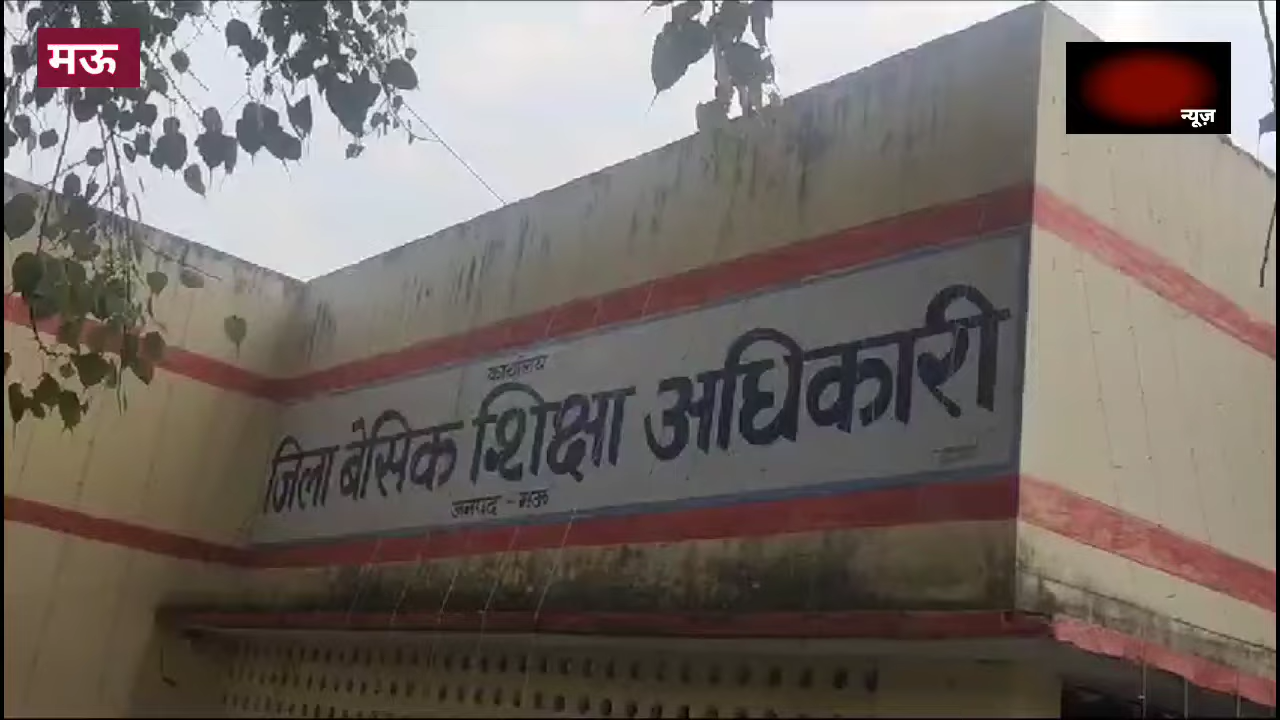 मऊ
न्यूज़
कार्यालय
जिला बेसिक शिक्षा अधिकारी
जनपद - मऊ